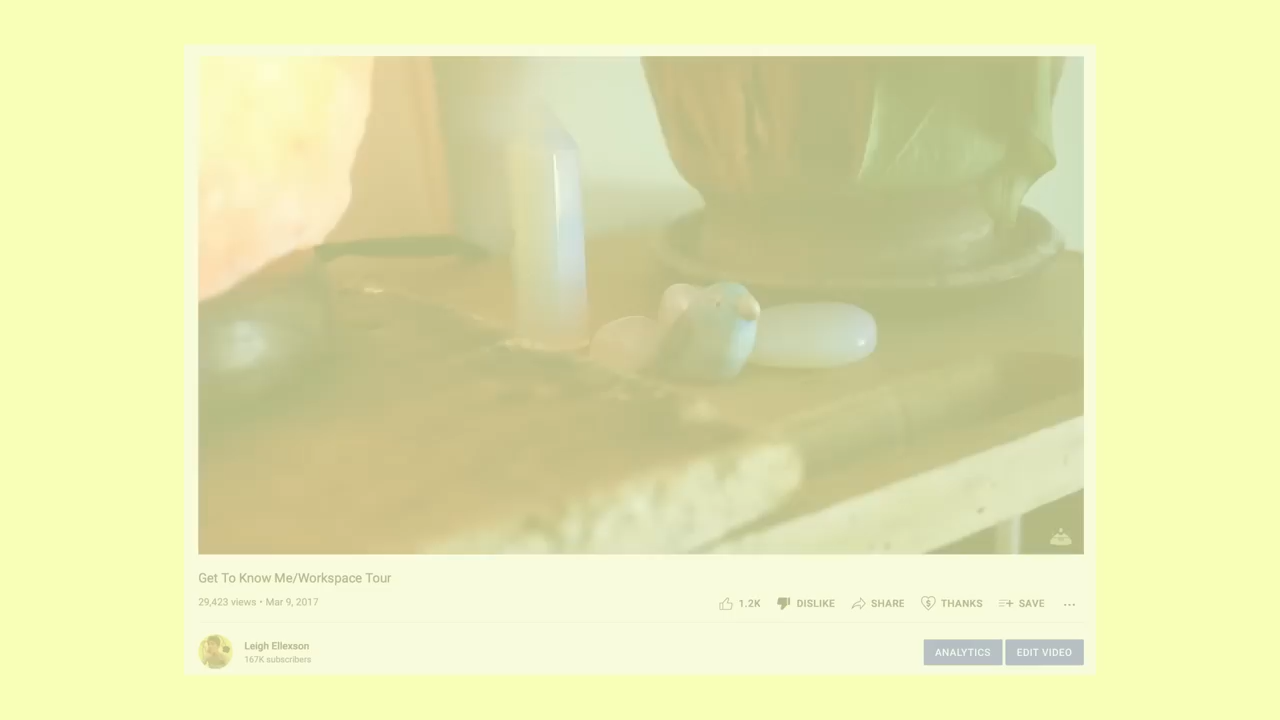 Get To Know Me/Workspace Tour
29,423 views • Mar 9, 2017
1.2K DISLIKE SHARE THANKS SAVE ...
Leigh Ellexson
167K subscribers
ANALYTICS EDIT VIDEO